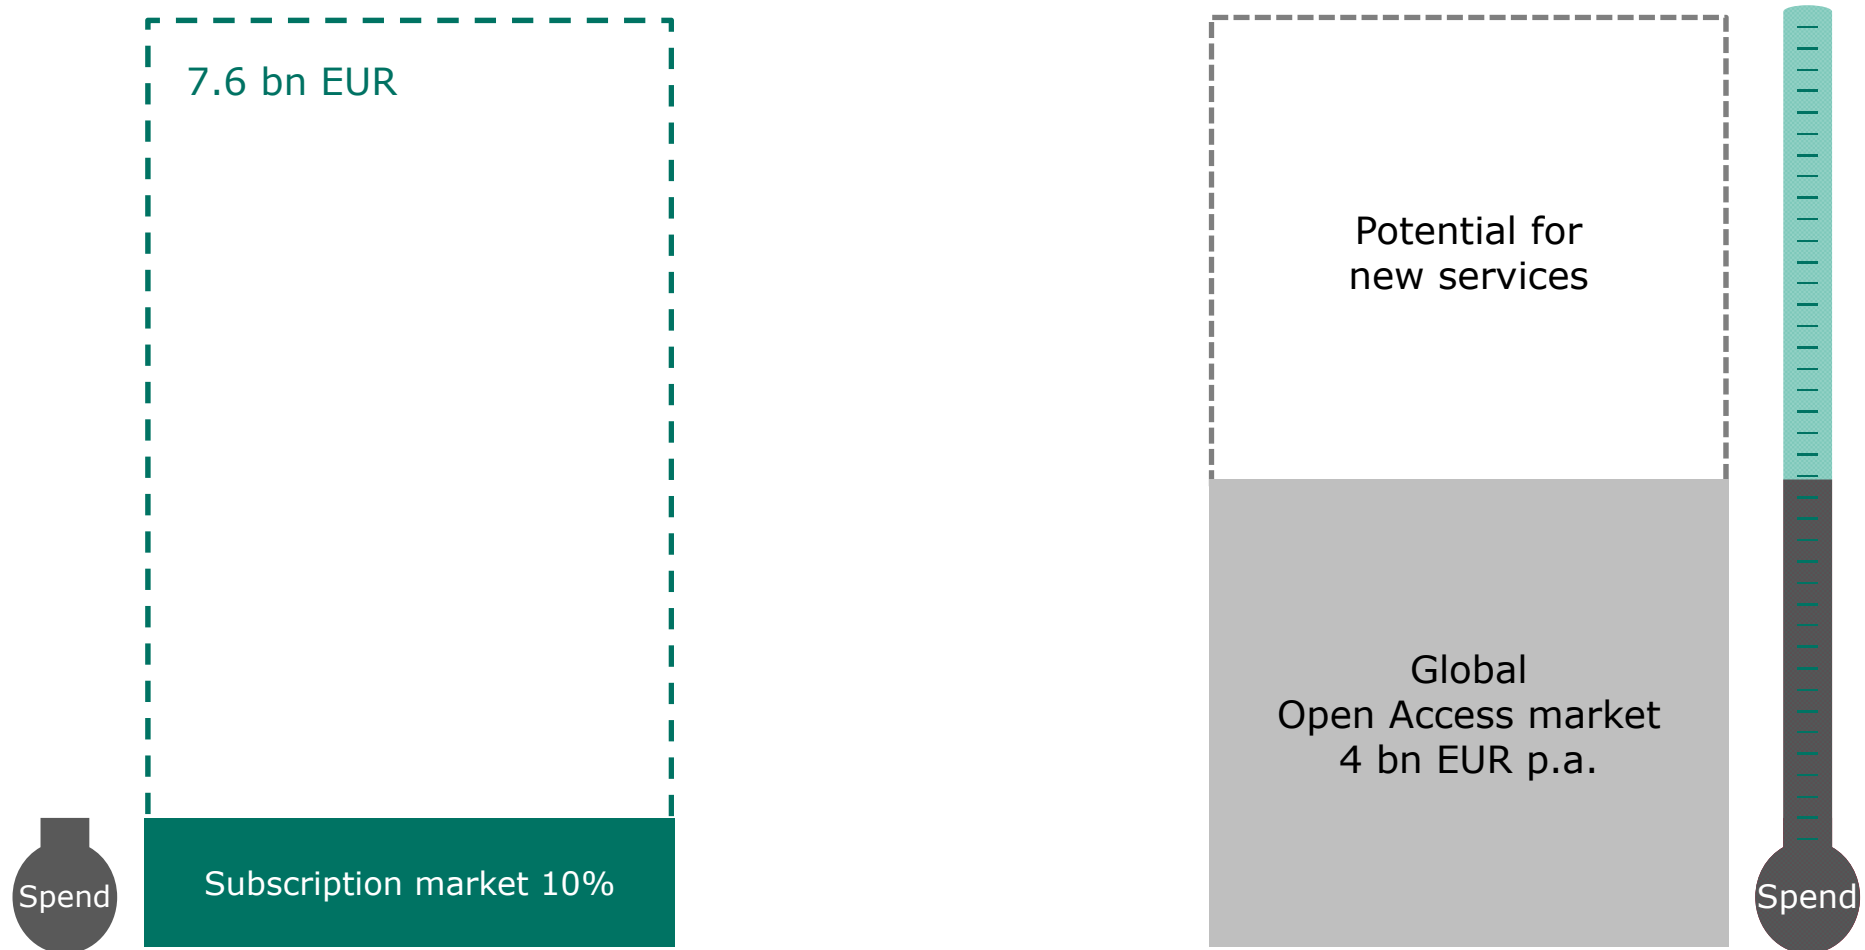 7.6 bn EUR
Potential for
new services
Global
Open Access market
4 bn EUR p.a.
Spend
Subscription market 10%
Spend